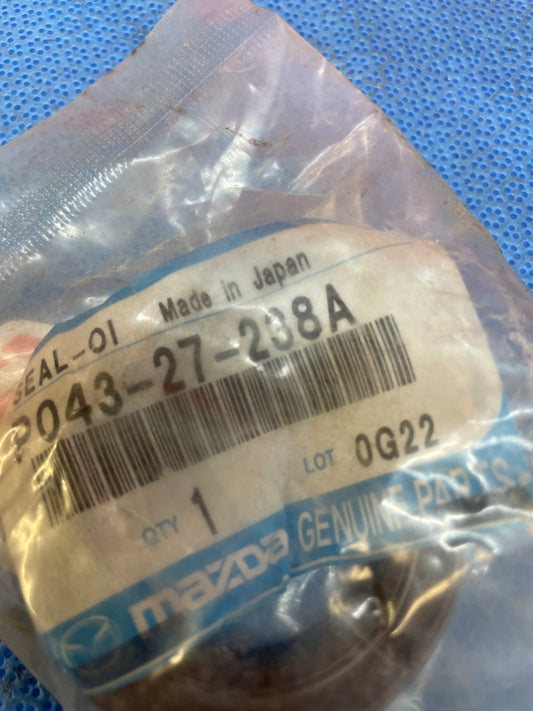 SEAL-OI Made in Japan
P043-27-238A
QTY 1 LOT 0G22
mazda GENUINE PARTS